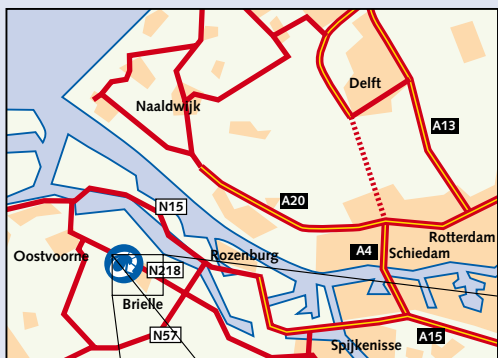 Delft
Naaldwijk
A13
A20
N15
Rotterdam
A4
Schiedam
Oostvoorne
Rozenburg
N218
Brielle
N57
A15
Spijkenisse